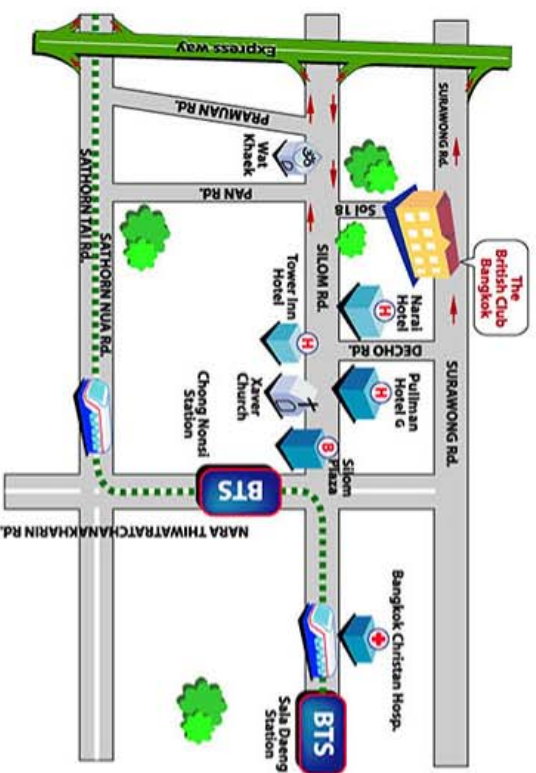 Express way
SURAWONG Rd.
The
British Club
Bangkok
SURAWONG Rd.
PRAMUAN Rd.
Wat
Khaek
Soi 18
PAN Rd.
SILOM Rd.
Narai
Hotel
H
DECHO Rd.
Pullman
Hotel G
H
Tower Inn
Hotel
H
Xaver
Church
Silom
Plaza
B
SATHORN TAI Rd.
SATHORN NUA Rd.
Chong Nonsi
Station
BTS
NARA THIWATRATCHANAKHARIN Rd.
Bangkok Christan Hosp.
BTS
Sala Daeng
Station